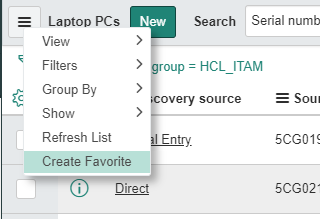 Laptop PCs New Search Serial numb
View
group = HCL_ITAM
Filters
Group By
covery source Sour
Show
al Entry 5CG019
Refresh List
Create Favorite
Direct 5CG021